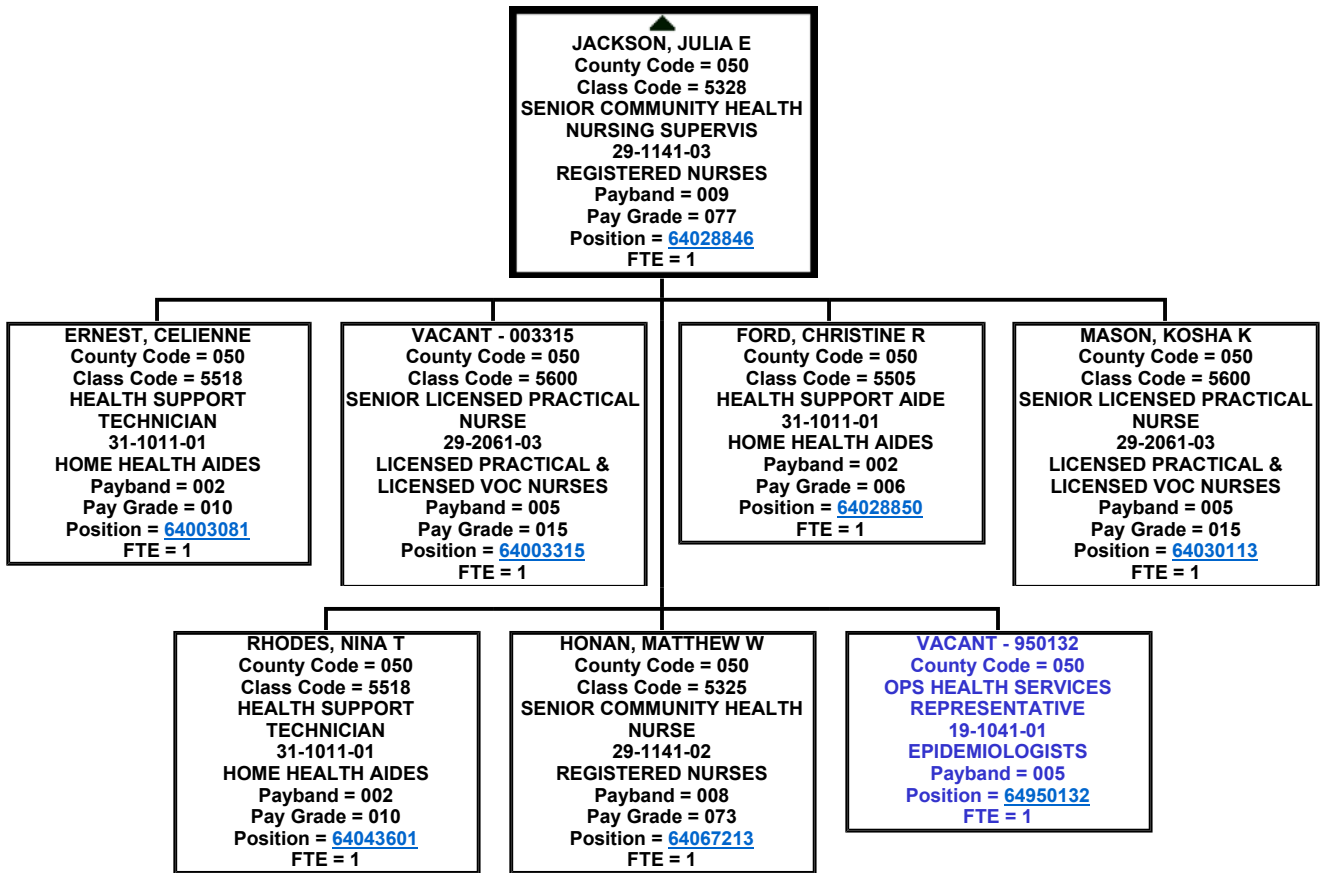 JACKSON, JULIA E
County Code = 050
Class Code = 5328
SENIOR COMMUNITY HEALTH
NURSING SUPERVIS
29-1141-03
REGISTERED NURSES
Payband = 009
Pay Grade = 077
Position = 64028846
FTE = 1
ERNEST, CELIENNE
County Code = 050
Class Code = 5518
HEALTH SUPPORT
TECHNICIAN
31-1011-01
HOME HEALTH AIDES
Payband = 002
Pay Grade = 010
Position = 64003081
FTE = 1
VACANT - 003315
County Code = 050
Class Code = 5600
SENIOR LICENSED PRACTICAL
NURSE
29-2061-03
LICENSED PRACTICAL &
LICENSED VOC NURSES
Payband = 005
Pay Grade = 015
Position = 64003315
FTE = 1
FORD, CHRISTINE R
County Code = 050
Class Code = 5505
HEALTH SUPPORT AIDE
31-1011-01
HOME HEALTH AIDES
Payband = 002
Pay Grade = 006
Position = 64028850
FTE = 1
MASON, KOSHA K
County Code = 050
Class Code = 5600
SENIOR LICENSED PRACTICAL
NURSE
29-2061-03
LICENSED PRACTICAL &
LICENSED VOC NURSES
Payband = 005
Pay Grade = 015
Position = 64030113
FTE = 1
RHODES, NINA T
County Code = 050
Class Code = 5518
HEALTH SUPPORT
TECHNICIAN
31-1011-01
HOME HEALTH AIDES
Payband = 002
Pay Grade = 010
Position = 64043601
FTE = 1
HONAN, MATTHEW W
County Code = 050
Class Code = 5325
SENIOR COMMUNITY HEALTH
NURSE
29-1141-02
REGISTERED NURSES
Payband = 008
Pay Grade = 073
Position = 64067213
FTE = 1
VACANT - 950132
County Code = 050
OPS HEALTH SERVICES
REPRESENTATIVE
19-1041-01
EPIDEMIOLOGISTS
Payband = 005
Position = 64950132
FTE = 1